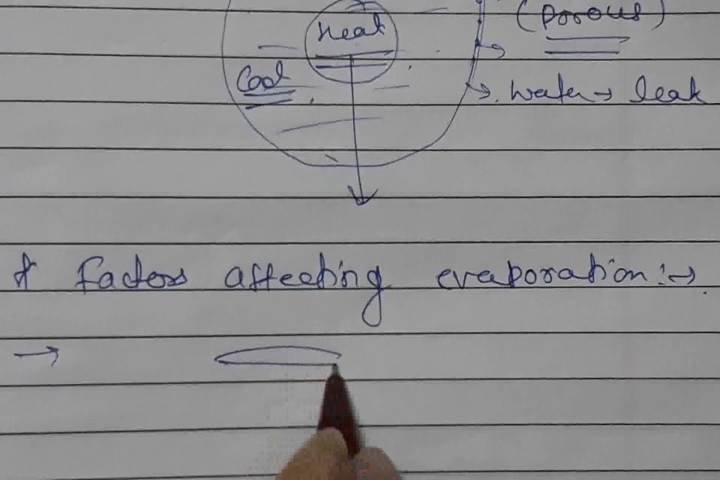 (Porous)
Heat
Cool
→ water → leak
* factors affecting evaporation :→
→